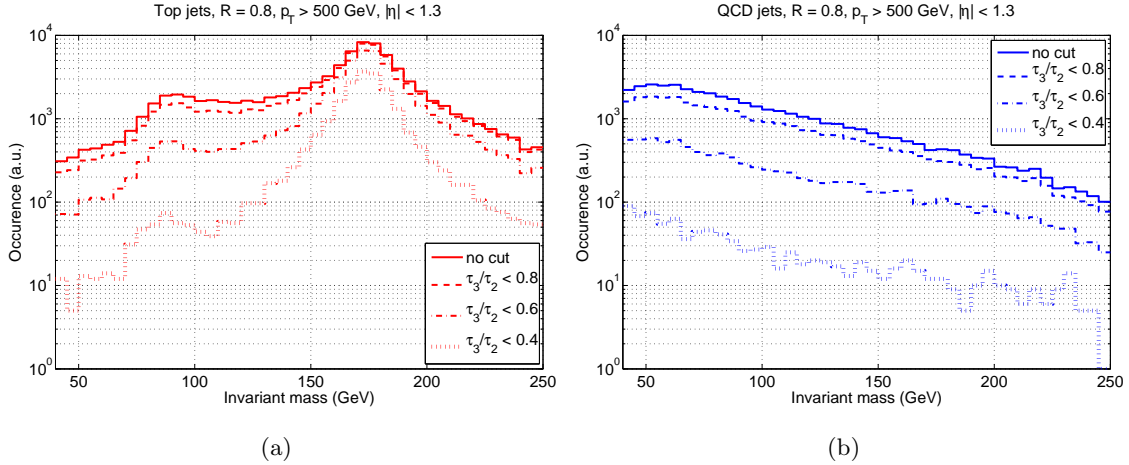 Top jets, R = 0.8, p_T > 500 GeV, |η| < 1.3
10^4
10^3
10^2
10^1
10^0
Occurence (a.u.)
no cut
τ_3/τ_2 < 0.8
τ_3/τ_2 < 0.6
τ_3/τ_2 < 0.4
50 100 150 200 250
Invariant mass (GeV)
(a)
QCD jets, R = 0.8, p_T > 500 GeV, |η| < 1.3
10^4
10^3
10^2
10^1
10^0
Occurence (a.u.)
no cut
τ_3/τ_2 < 0.8
τ_3/τ_2 < 0.6
τ_3/τ_2 < 0.4
50 100 150 200 250
Invariant mass (GeV)
(b)